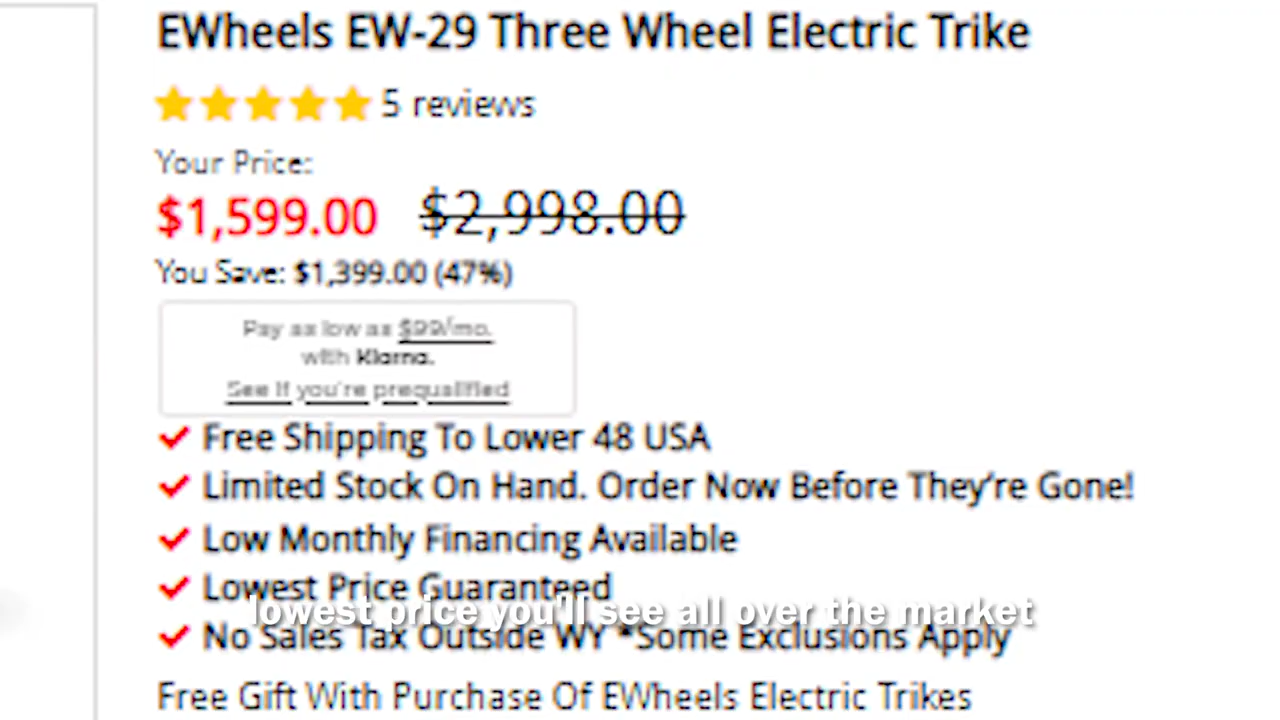 EWheels EW-29 Three Wheel Electric Trike
5 reviews
Your Price:
$1,599.00 $2,998.00
You Save: $1,399.00 (47%)
Pay as low as $99/mo.
with Klarna.
See if you're prequalified
Free Shipping To Lower 48 USA
Limited Stock On Hand. Order Now Before They're Gone!
Low Monthly Financing Available
Lowest Price Guaranteed
lowest price you'll see all over the market
No Sales Tax Outside WY *Some Exclusions Apply
Free Gift With Purchase Of EWheels Electric Trikes